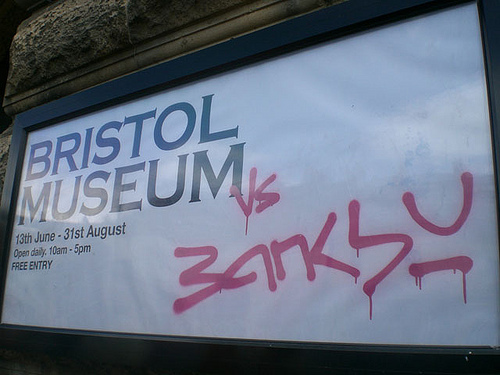 BRISTOL
MUSEUM
vs
13th June - 31st August
Open daily, 10am - 5pm
FREE ENTRY
Banksy